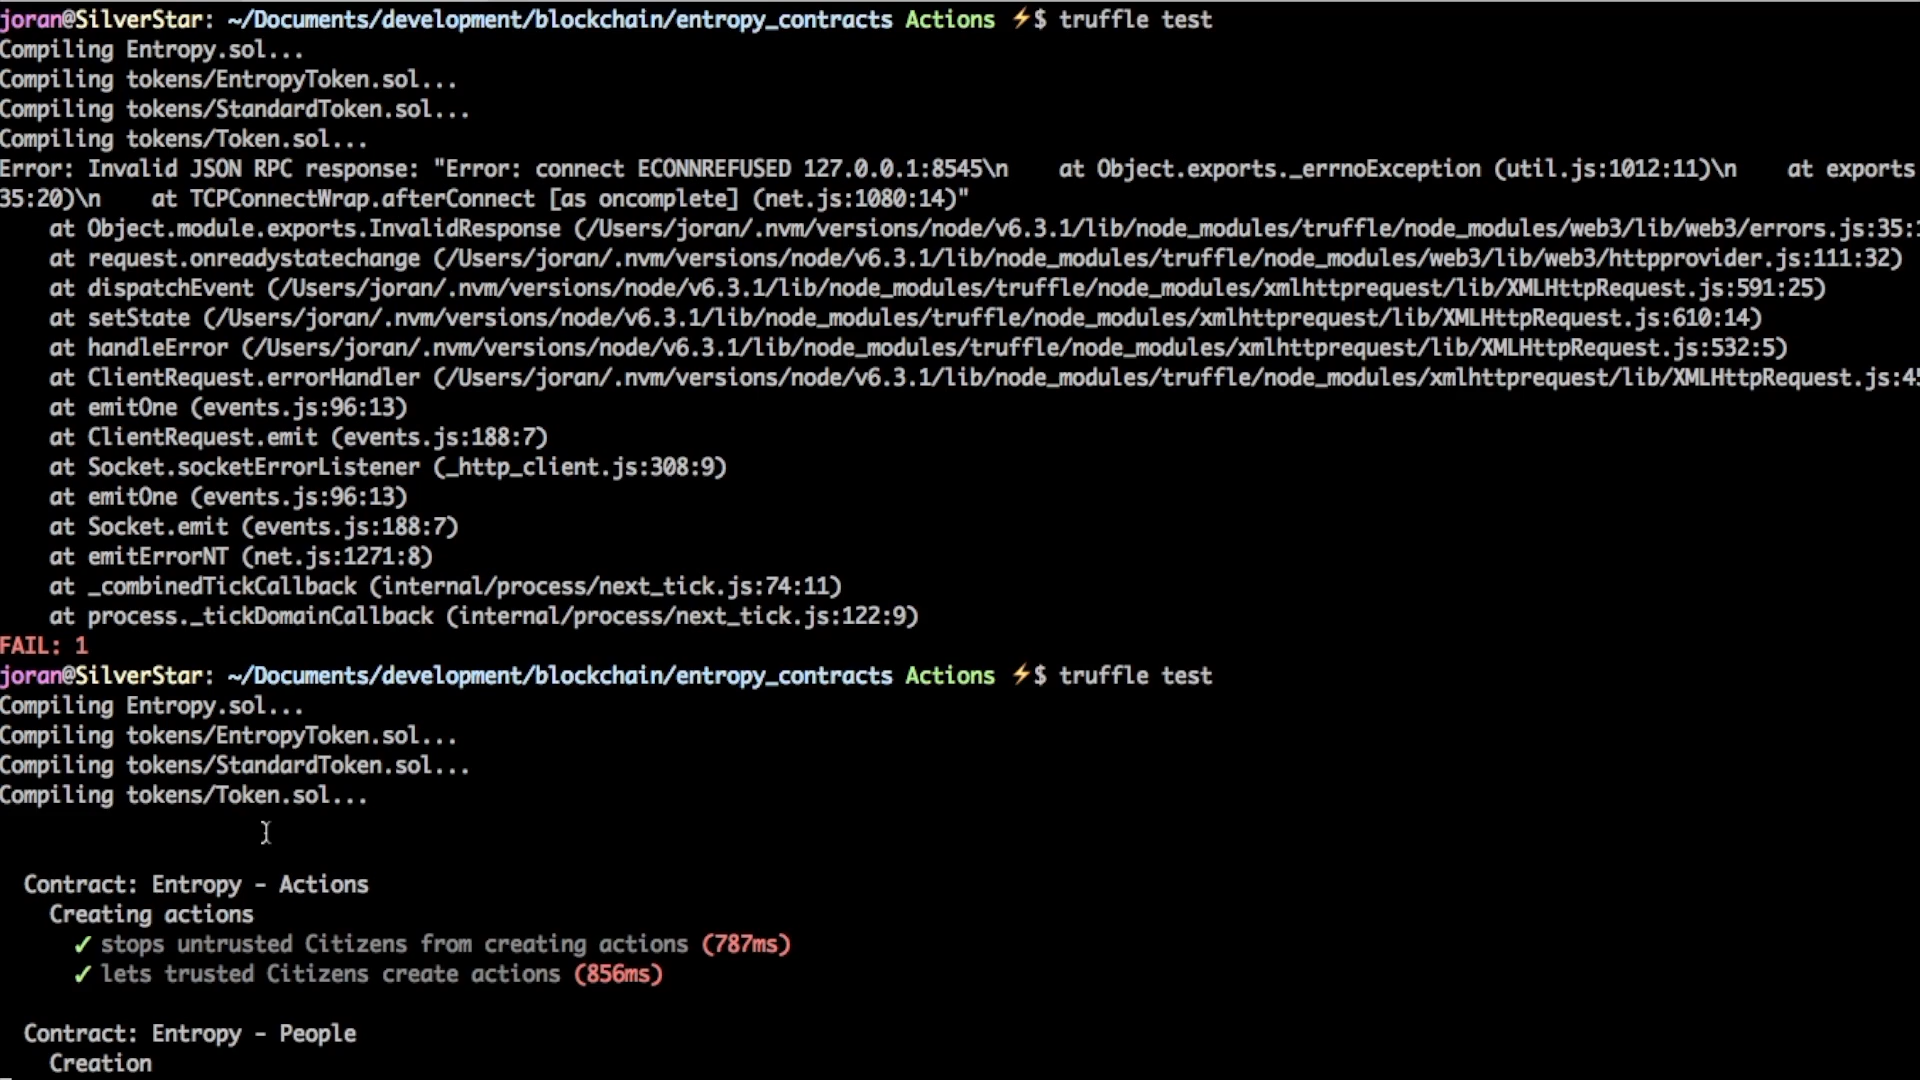 joran@SilverStar: ~/Documents/development/blockchain/entropy_contracts Actions ⚡$ truffle test
Compiling Entropy.sol...
Compiling tokens/EntropyToken.sol...
Compiling tokens/StandardToken.sol...
Compiling tokens/Token.sol...
Error: Invalid JSON RPC response: "Error: connect ECONNREFUSED 127.0.0.1:8545\n    at Object.exports._errnoException (util.js:1012:11)\n    at exports
35:20)\n    at TCPConnectWrap.afterConnect [as oncomplete] (net.js:1080:14)"
    at Object.module.exports.InvalidResponse (/Users/joran/.nvm/versions/node/v6.3.1/lib/node_modules/truffle/node_modules/web3/lib/web3/errors.js:35:1
    at request.onreadystatechange (/Users/joran/.nvm/versions/node/v6.3.1/lib/node_modules/truffle/node_modules/web3/lib/web3/httpprovider.js:111:32)
    at dispatchEvent (/Users/joran/.nvm/versions/node/v6.3.1/lib/node_modules/truffle/node_modules/xmlhttprequest/lib/XMLHttpRequest.js:591:25)
    at setState (/Users/joran/.nvm/versions/node/v6.3.1/lib/node_modules/truffle/node_modules/xmlhttprequest/lib/XMLHttpRequest.js:610:14)
    at handleError (/Users/joran/.nvm/versions/node/v6.3.1/lib/node_modules/truffle/node_modules/xmlhttprequest/lib/XMLHttpRequest.js:532:5)
    at ClientRequest.errorHandler (/Users/joran/.nvm/versions/node/v6.3.1/lib/node_modules/truffle/node_modules/xmlhttprequest/lib/XMLHttpRequest.js:45
    at emitOne (events.js:96:13)
    at ClientRequest.emit (events.js:188:7)
    at Socket.socketErrorListener (_http_client.js:308:9)
    at emitOne (events.js:96:13)
    at Socket.emit (events.js:188:7)
    at emitErrorNT (net.js:1271:8)
    at _combinedTickCallback (internal/process/next_tick.js:74:11)
    at process._tickDomainCallback (internal/process/next_tick.js:122:9)
FAIL: 1
joran@SilverStar: ~/Documents/development/blockchain/entropy_contracts Actions ⚡$ truffle test
Compiling Entropy.sol...
Compiling tokens/EntropyToken.sol...
Compiling tokens/StandardToken.sol...
Compiling tokens/Token.sol...
  Contract: Entropy - Actions
    Creating actions
      ✓ stops untrusted Citizens from creating actions (787ms)
      ✓ lets trusted Citizens create actions (856ms)
  Contract: Entropy - People
    Creation